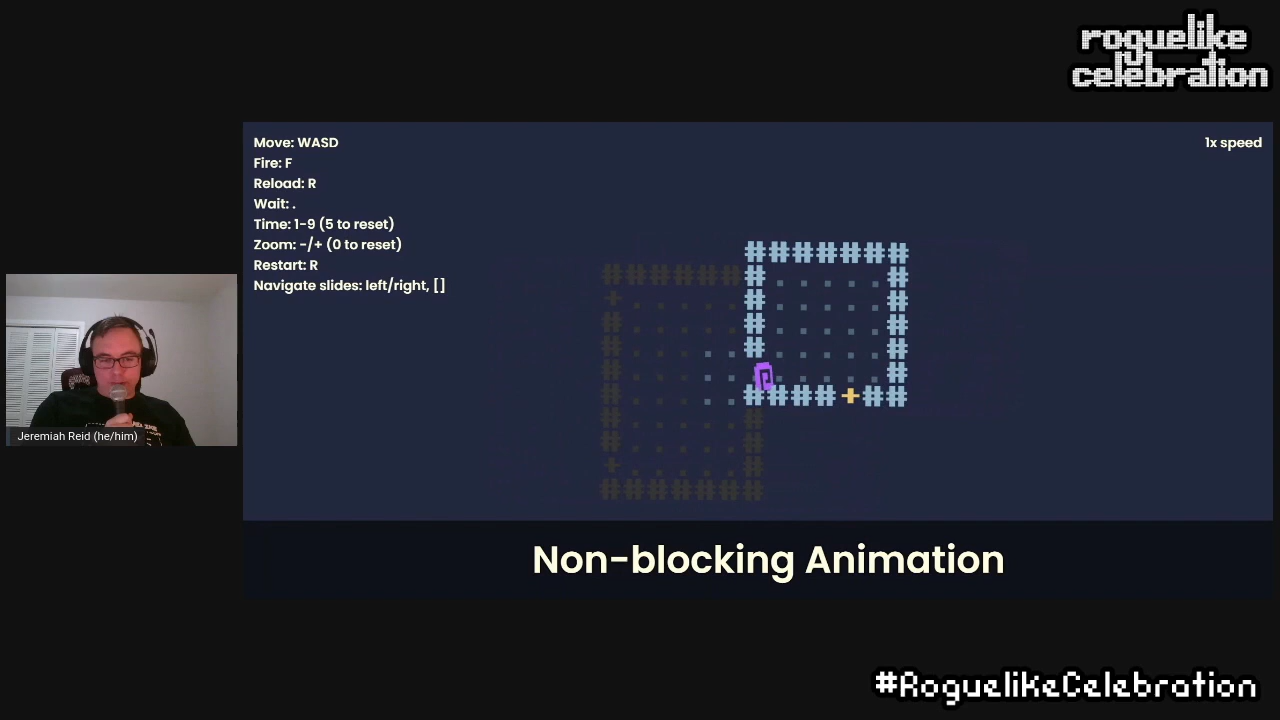 roguelike
celebration
Move: WASD
Fire: F
Reload: R
Wait: .
Time: 1-9 (5 to reset)
Zoom: -/+ (0 to reset)
Restart: R
Navigate slides: left/right, []
1x speed
Jeremiah Reid (he/him)
Non-blocking Animation
#RoguelikeCelebration